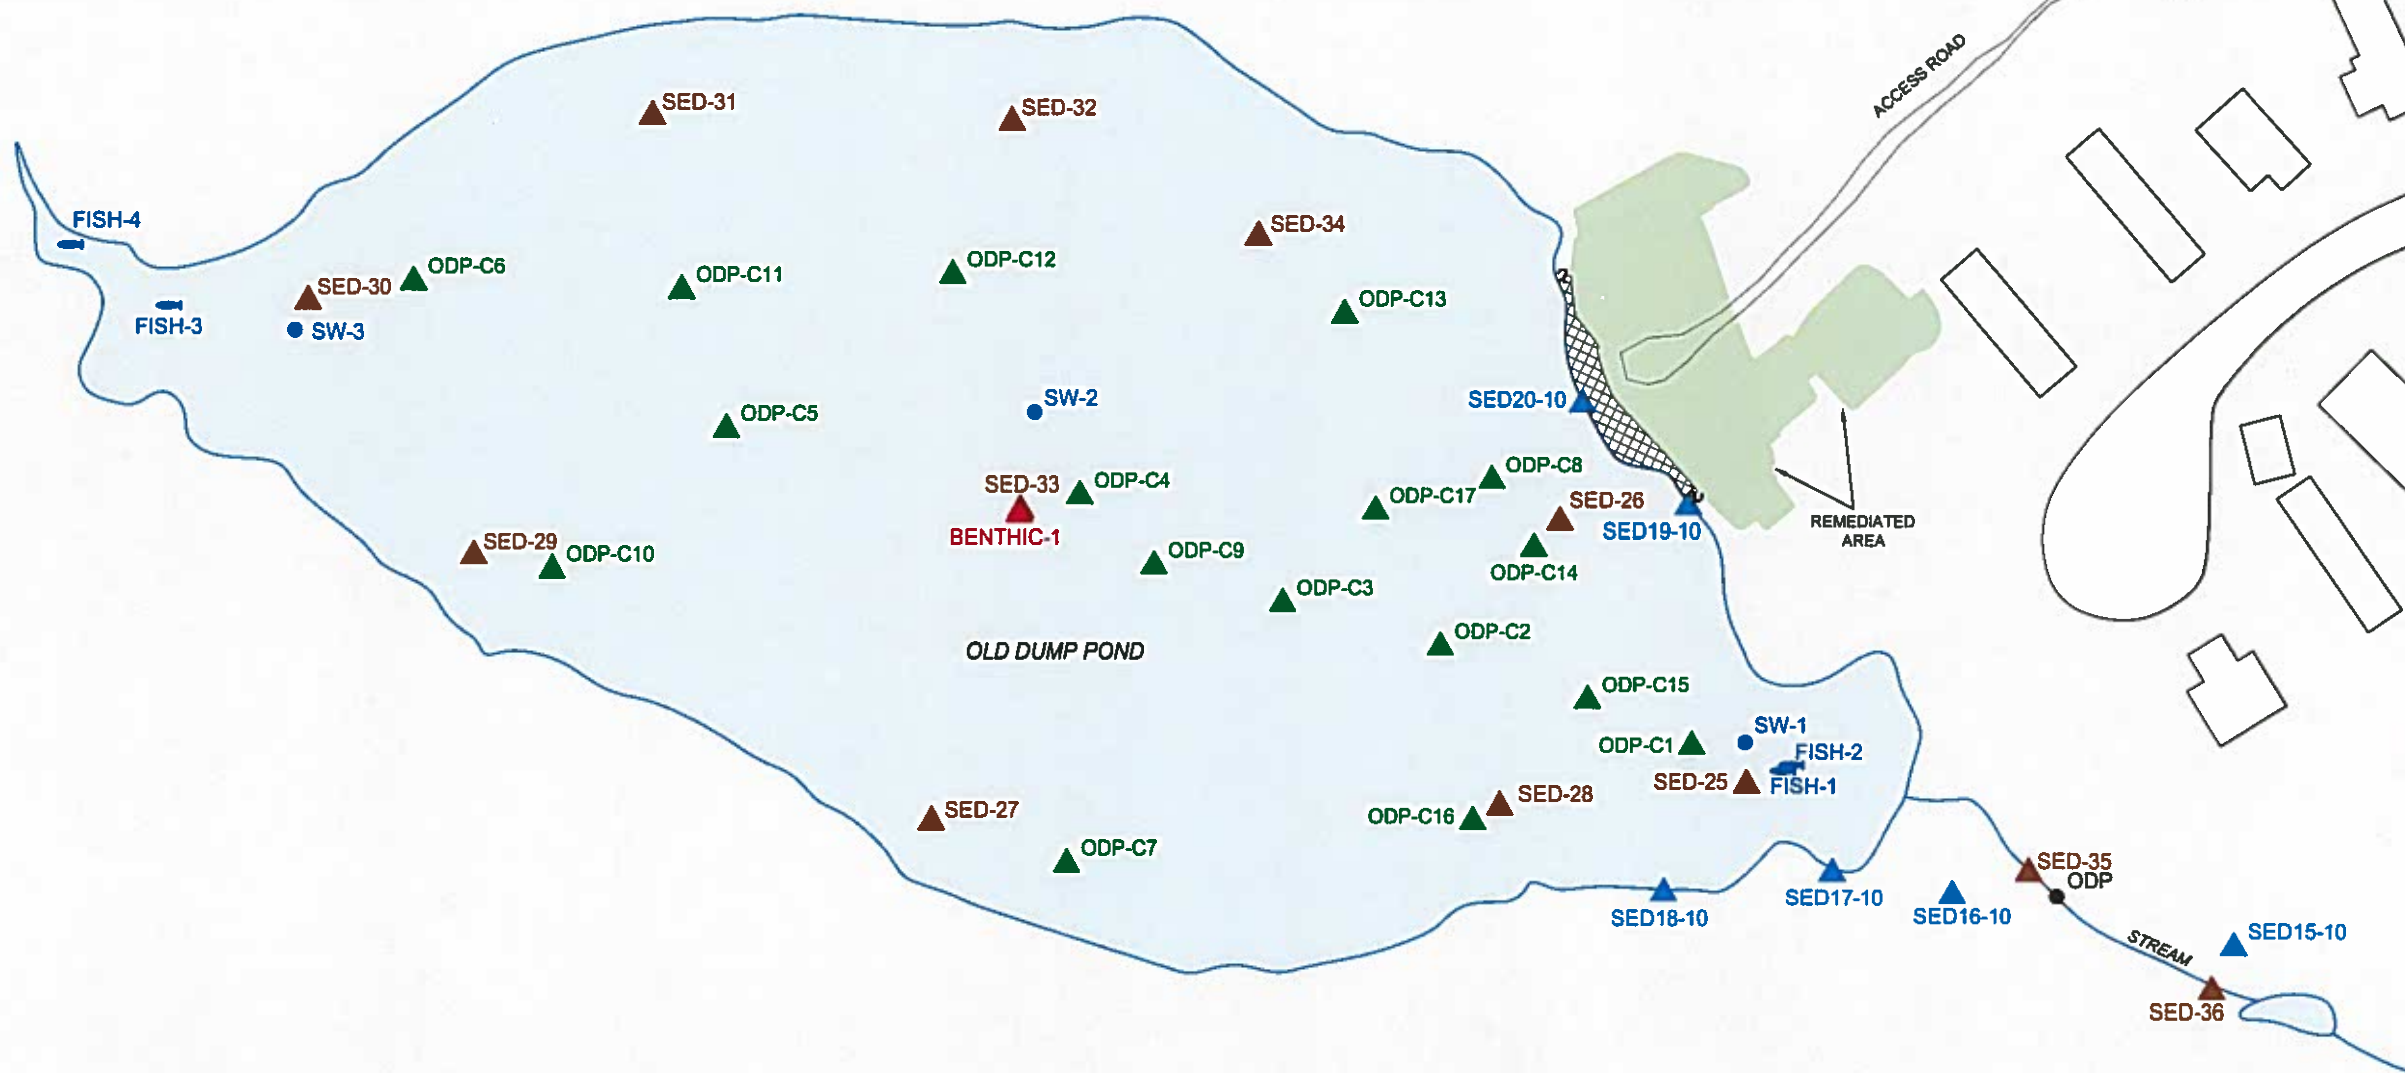 ACCESS ROAD
SED-31
SED-32
FISH-4
SED-34
ODP-C6
ODP-C11
ODP-C12
SED-30
ODP-C13
FISH-3
SW-3
SW-2
SED20-10
ODP-C5
ODP-C8
SED-33
ODP-C4
ODP-C17
SED-26
BENTHIC-1
SED19-10
REMEDIATED
AREA
SED-29
ODP-C10
ODP-C9
ODP-C14
ODP-C3
ODP-C2
OLD DUMP POND
ODP-C15
SW-1
ODP-C1
FISH-2
SED-25
FISH-1
SED-28
SED-27
ODP-C16
ODP-C7
SED-35
ODP
SED17-10
SED18-10
SED16-10
SED15-10
STREAM
SED-36